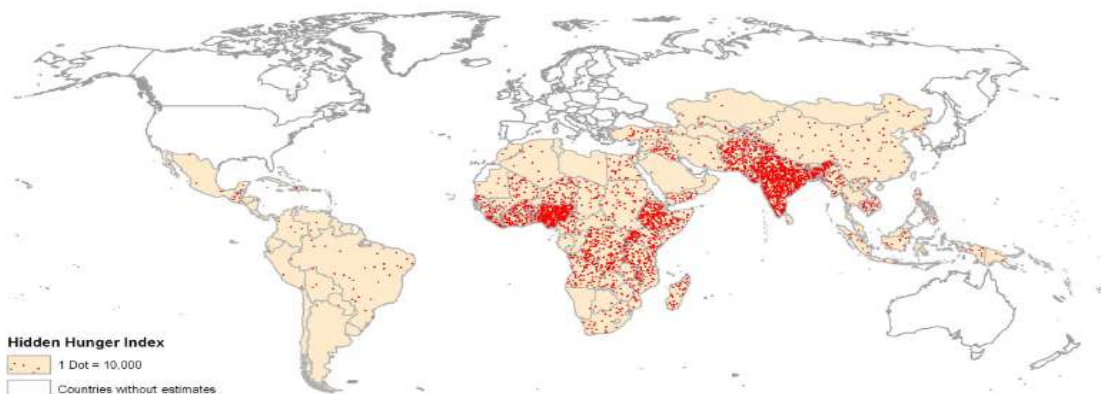 Hidden Hunger Index
1 Dot = 10,000
Countries without estimates